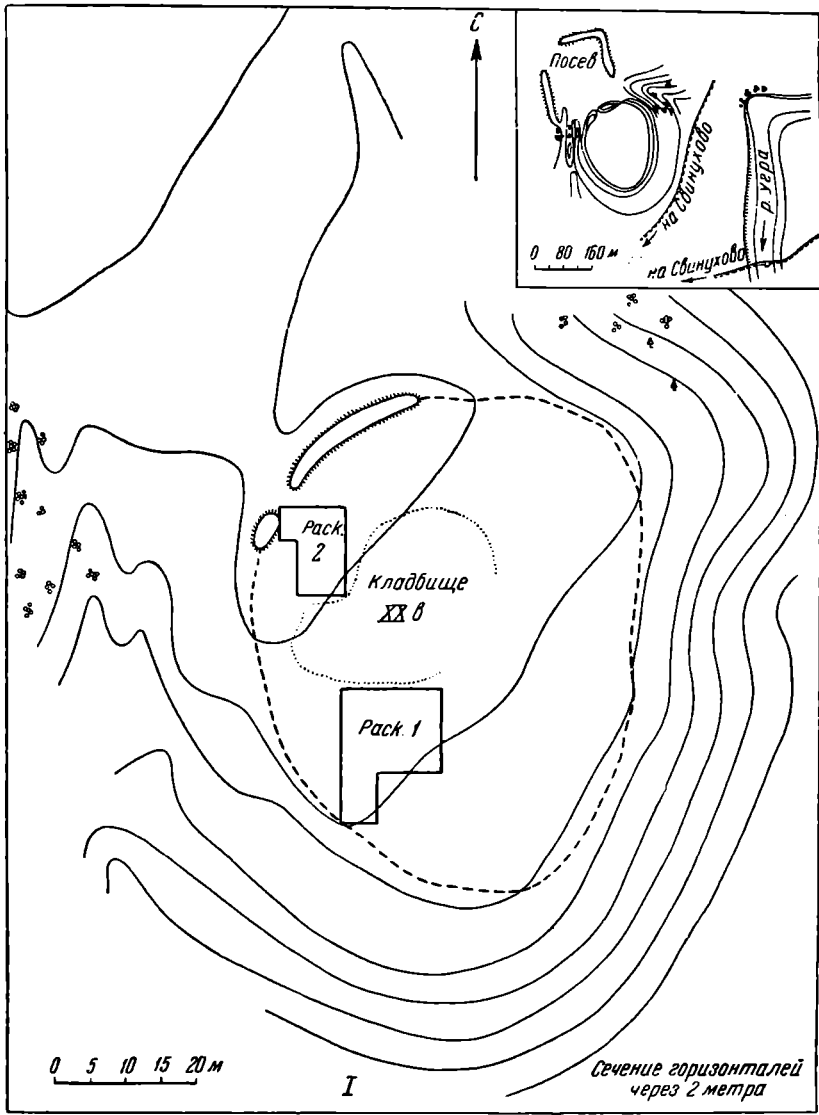 С
Посев
на Свинухово
р. Угра
0 80 160 м
на Свинухово
Раск.
2
Кладбище
XX в
Раск. 1
0 5 10 15 20 м
I
Сечение горизонталей
через 2 метра